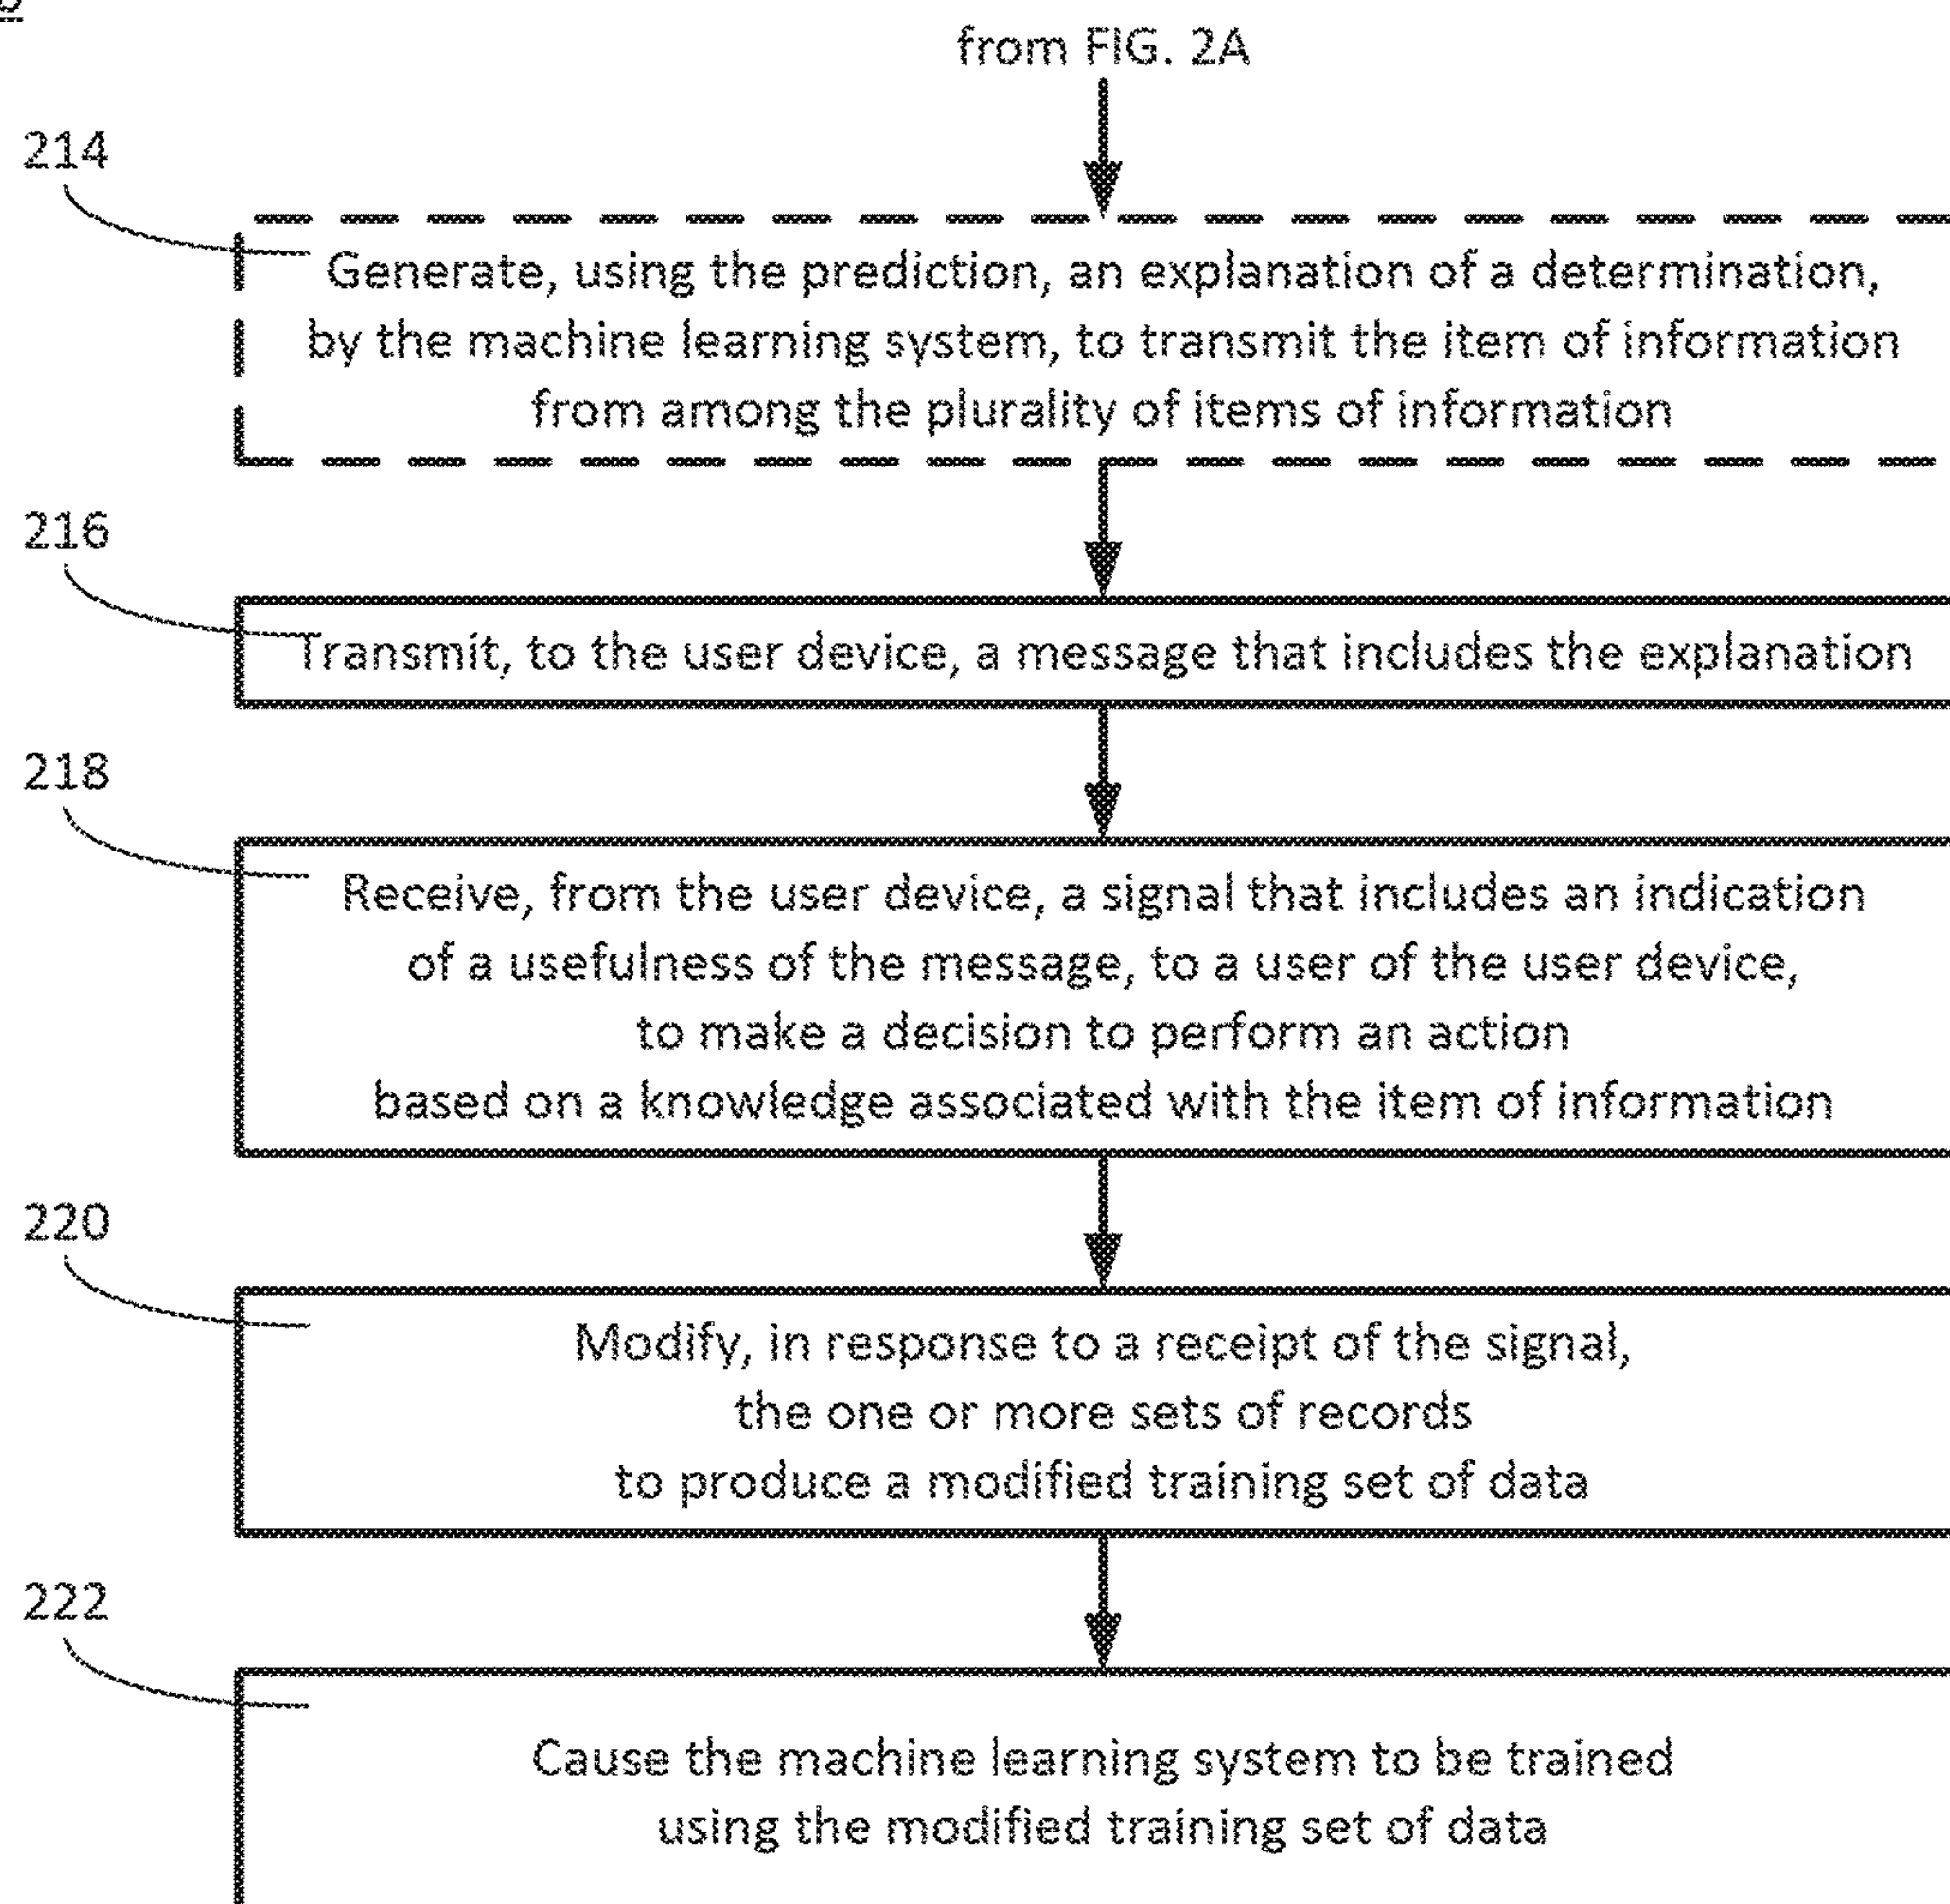 from FIG. 2A
214
Generate, using the prediction, an explanation of a determination,
by the machine learning system, to transmit the item of information
from among the plurality of items of information
216
Transmit, to the user device, a message that includes the explanation
218
Receive, from the user device, a signal that includes an indication
of a usefulness of the message, to a user of the user device,
to make a decision to perform an action
based on a knowledge associated with the item of information
220
Modify, in response to a receipt of the signal,
the one or more sets of records
to produce a modified training set of data
222
Cause the machine learning system to be trained
using the modified training set of data